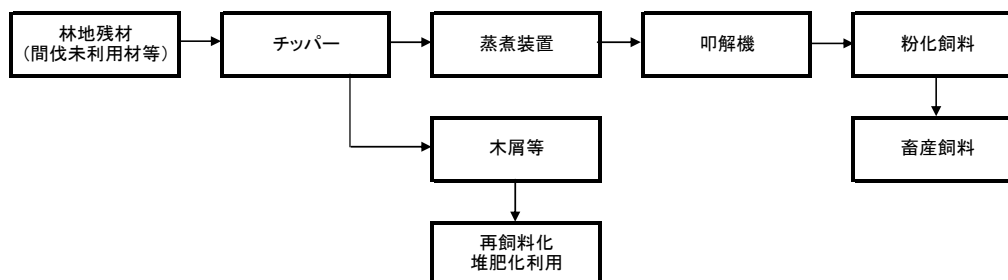 林地残材
（間伐未利用材等）
チッパー
蒸煮装置
叩解機
粉化飼料
木屑等
畜産飼料
再飼料化
堆肥化利用